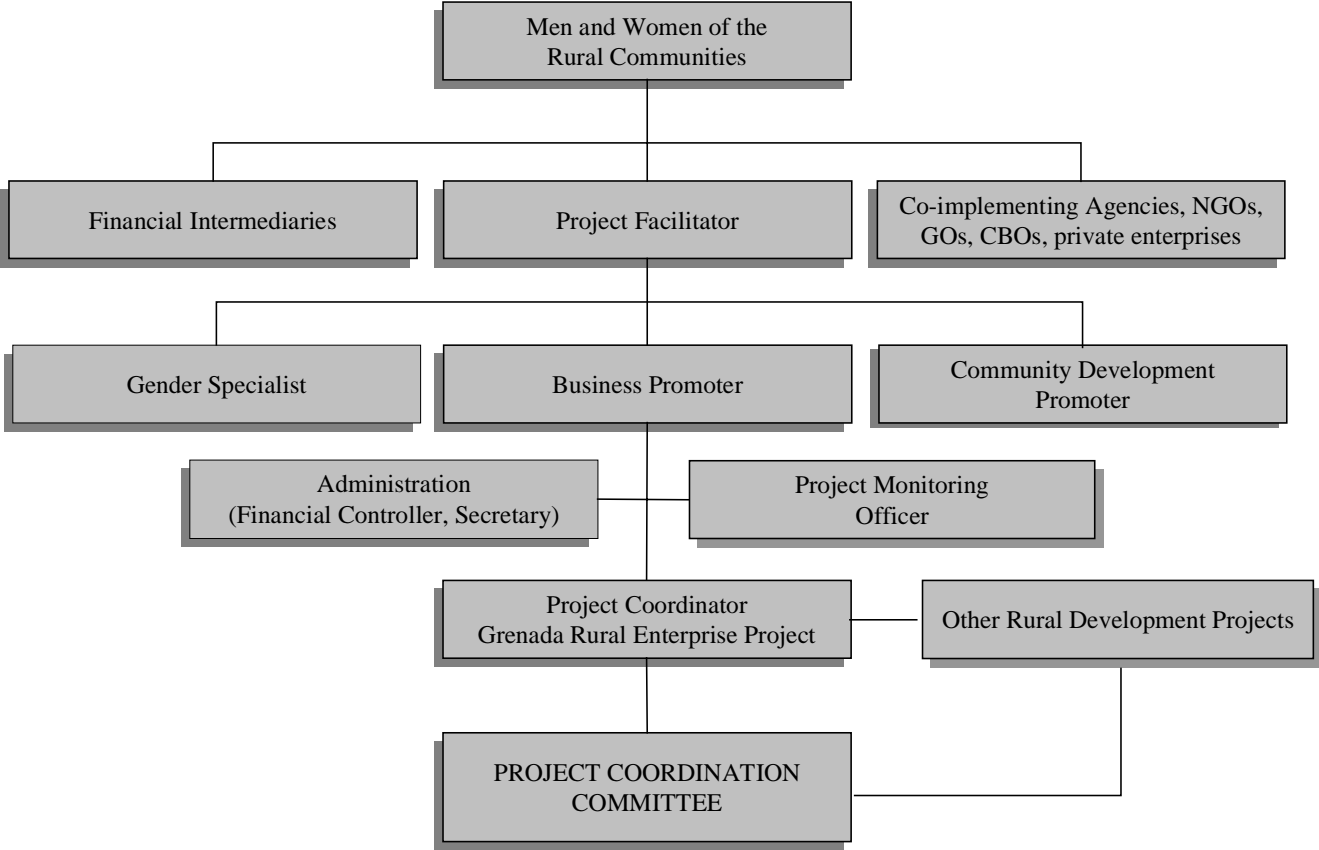 Men and Women of the
Rural Communities
Financial Intermediaries
Project Facilitator
Co-implementing Agencies, NGOs,
GOs, CBOs, private enterprises
Gender Specialist
Business Promoter
Community Development
Promoter
Administration
(Financial Controller, Secretary)
Project Monitoring
Officer
Project Coordinator
Grenada Rural Enterprise Project
Other Rural Development Projects
PROJECT COORDINATION
COMMITTEE